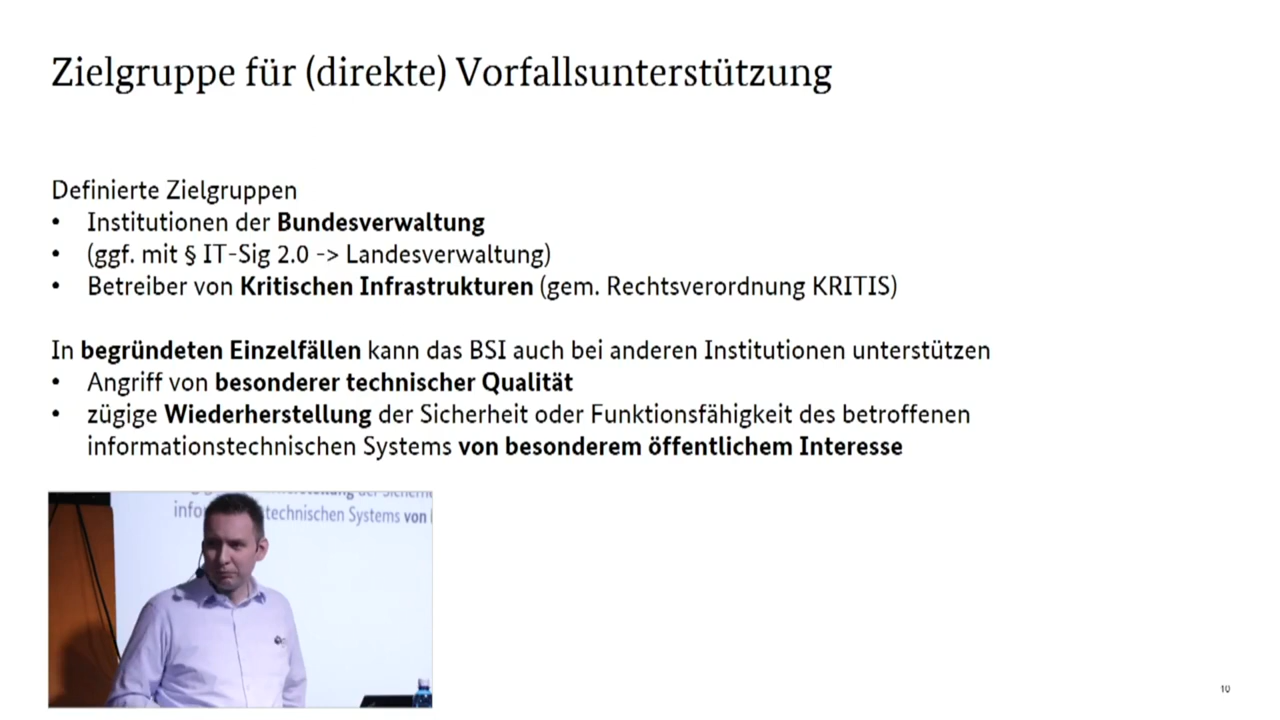 Zielgruppe für (direkte) Vorfallsunterstützung
Definierte Zielgruppen
• Institutionen der Bundesverwaltung
• (ggf. mit § IT-Sig 2.0 -> Landesverwaltung)
• Betreiber von Kritischen Infrastrukturen (gem. Rechtsverordnung KRITIS)
In begründeten Einzelfällen kann das BSI auch bei anderen Institutionen unterstützen
• Angriff von besonderer technischer Qualität
• zügige Wiederherstellung der Sicherheit oder Funktionsfähigkeit des betroffenen
informationstechnischen Systems von besonderem öffentlichem Interesse
technischen Systems von
10